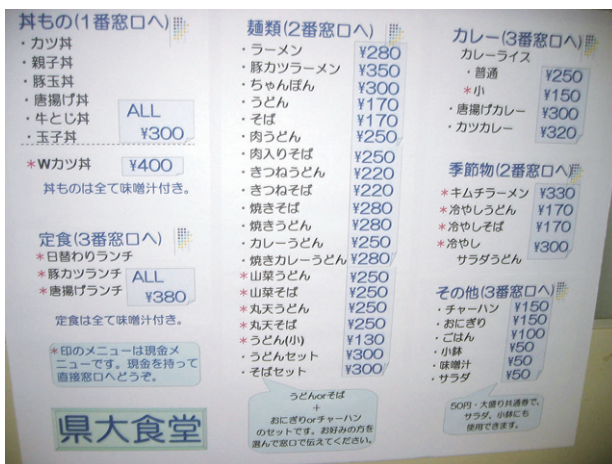 丼もの(1番窓口へ)
・カツ丼
・親子丼
・豚玉丼
・唐揚げ丼
・牛とじ丼
・玉子丼
ALL
¥300
*Wカツ丼 ¥400
丼ものは全て味噌汁付き。
定食(3番窓口へ)
*日替わりランチ
*豚カツランチ
*唐揚げランチ
ALL
¥380
定食は全て味噌汁付き。
*印のメニューは現金メ
ニューです。現金を持って
直接窓口へどうぞ。
県大食堂
麺類(2番窓口へ)
・ラーメン ¥280
・豚カツラーメン ¥350
・ちゃんぽん ¥300
・うどん ¥170
・そば ¥170
・肉うどん ¥250
・肉入りそば ¥250
・きつねうどん ¥220
・きつねそば ¥220
・焼きそば ¥280
・焼きうどん ¥280
・カレーうどん ¥250
・焼きカレーうどん ¥280
*山菜うどん ¥250
*山菜そば ¥250
*丸天うどん ¥250
*丸天そば ¥250
*うどん(小) ¥130
・うどんセット ¥300
・そばセット ¥300
うどんorそば
+
おにぎりorチャーハン
のセットです。お好みの方を
選んで窓口で伝えてください。
カレー(3番窓口へ)
カレーライス
・普通 ¥250
*小 ¥150
・唐揚げカレー ¥300
・カツカレー ¥320
季節物(2番窓口へ)
*キムチラーメン ¥330
*冷やしうどん ¥170
*冷やしそば ¥170
*冷やし ¥300
サラダうどん
その他(3番窓口へ)
・チャーハン ¥150
・おにぎり ¥150
・ごはん ¥100
・小鉢 ¥50
・味噌汁 ¥50
・サラダ ¥50
50円・大盛り共通券で、
サラダ、小鉢にも
使用できます。